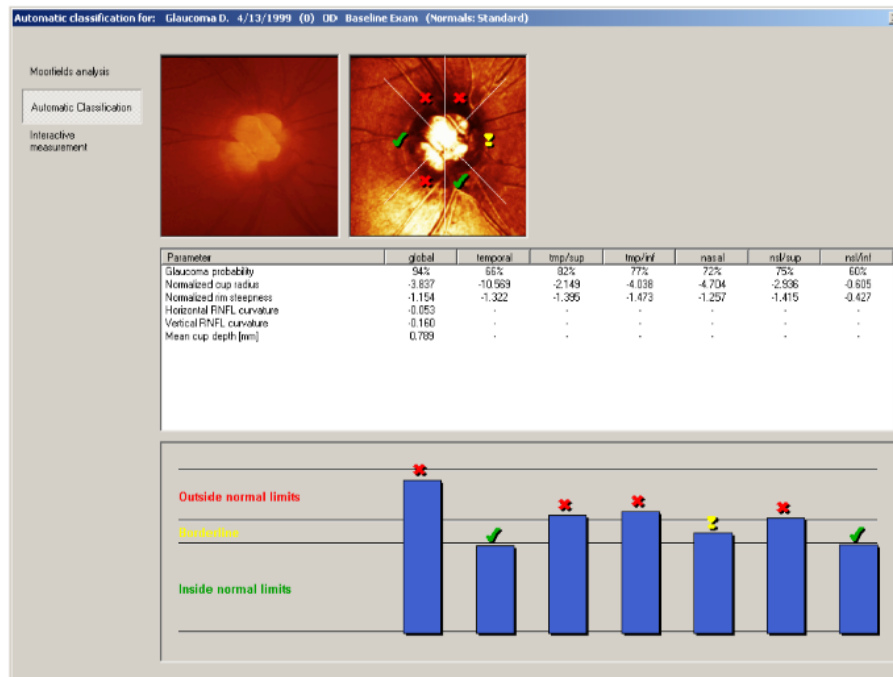 Automatic classification for: Glaucoma D. 4/13/1999 (0) OD Baseline Exam (Normals: Standard)
Moorfields analysis
Automatic Classification
Interactive
measurement
Parameter global temporal tmp/sup tmp/inf nasal nsl/sup nsl/inf
Glaucoma probability 94% 66% 82% 77% 72% 75% 60%
Normalized cup radius -3.837 -10.569 -2.149 -4.038 -4.704 -2.936 -0.605
Normalized rim steepness -1.154 -1.322 -1.395 -1.473 -1.257 -1.415 -0.427
Horizontal RNFL curvature -0.053 - - - - - -
Vertical RNFL curvature -0.160 - - - - - -
Mean cup depth [mm] 0.789 - - - - - -
Outside normal limits
Borderline
Inside normal limits